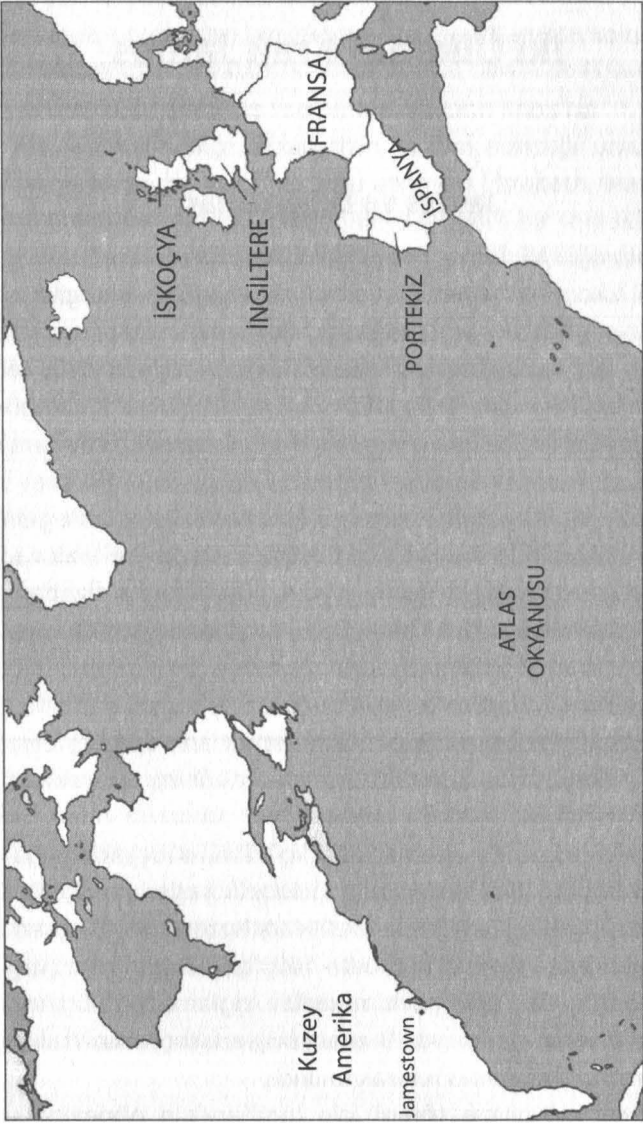 İSKOÇYA
İNGİLTERE
FRANSA
İSPANYA
PORTEKİZ
ATLAS
OKYANUSU
Kuzey
Amerika
Jamestown